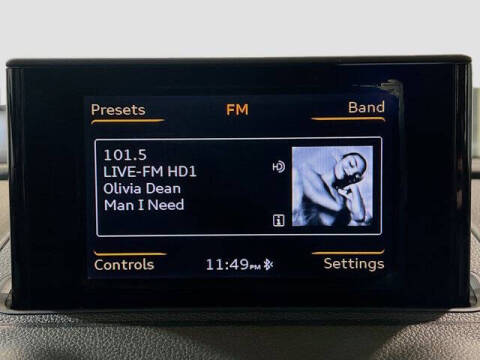 Presets FM Band
101.5
LIVE-FM HD1
Olivia Dean
Man I Need
Controls 11:49PM Settings